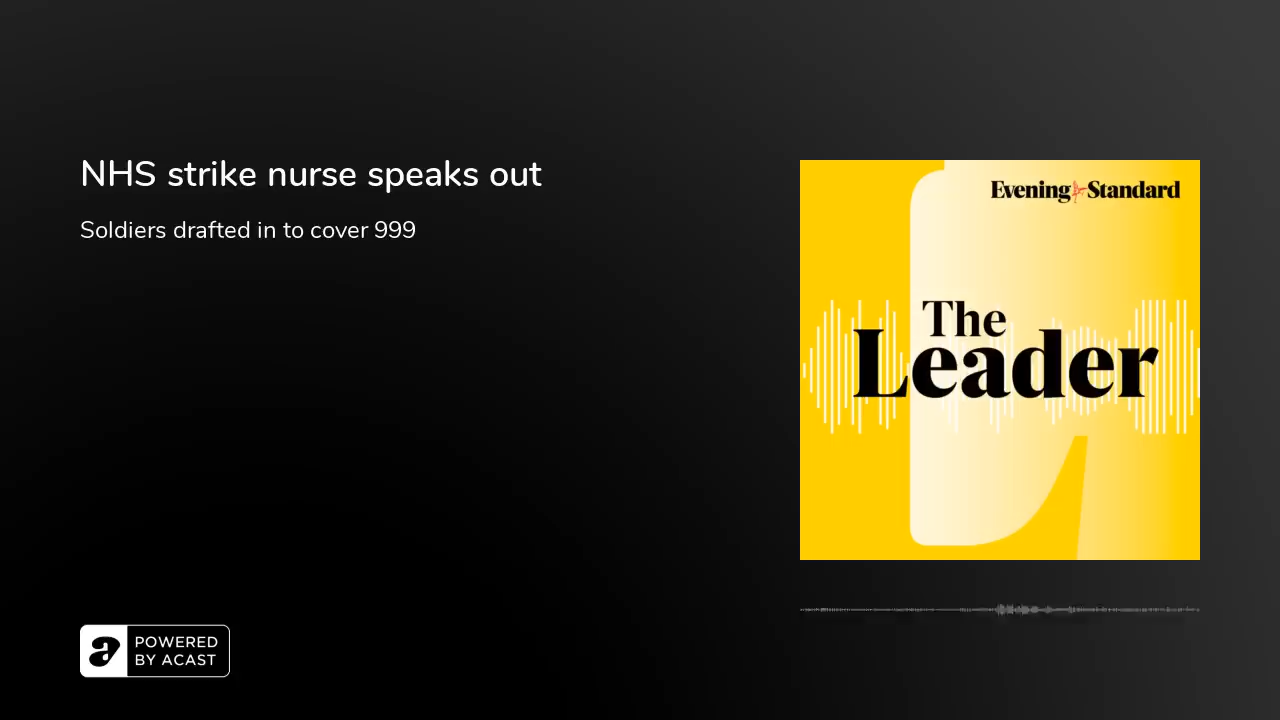 NHS strike nurse speaks out
Soldiers drafted in to cover 999
Evening Standard
The
Leader
POWERED
BY ACAST